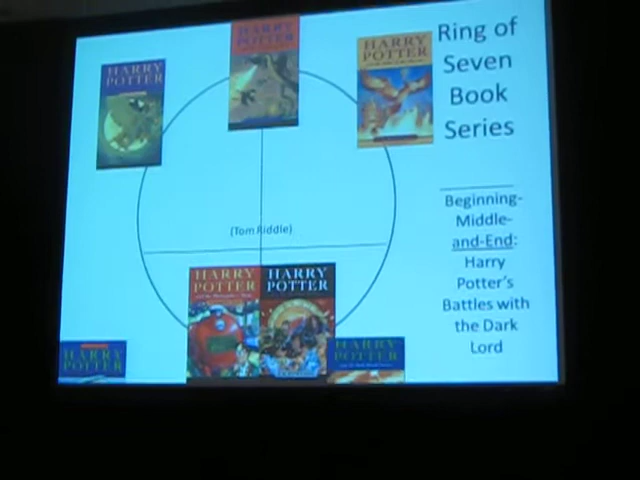 HARRY
POTTER
HARRY
POTTER
HARRY
POTTER
Ring of
Seven
Book
Series
Beginning-
Middle-
and-End:
Harry
Potter's
Battles with
the Dark
Lord
(Tom Riddle)
HARRY
POTTER
HARRY
POTTER
HARRY
POTTER
HARRY
POTTER